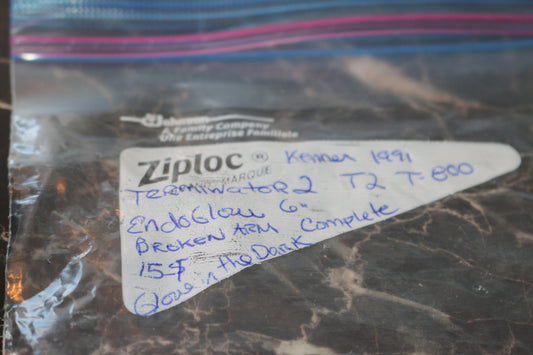 Johnson
A Family Company
Une Entreprise Familiale
Ziploc ® Kenner 1991
MARQUE
TERMiNatoR 2 T2 T-800
EndoGlow 6"
BROKEN ARM Complete
15$
Glow in the Dark